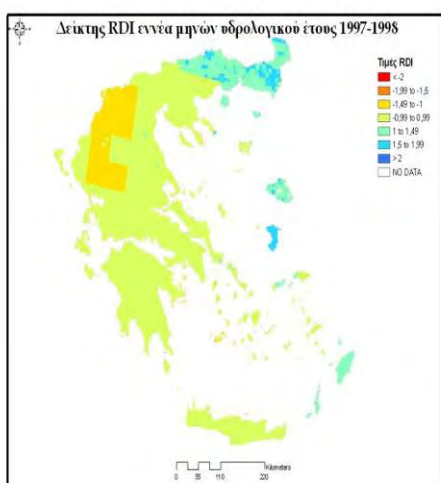 Δείκτης RDI εννέα μηνών υδρολογικού έτους 1997-1998
Τιμές RDI
< -2
-1,99 to -1,5
-1,49 to -1
-0,99 to 0,99
1 to 1,49
1,5 to 1,99
> 2
NO DATA
Kilometers
0 55 110 220